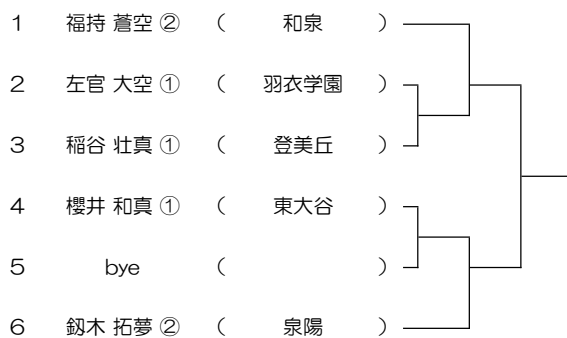 1 福持 蒼空 ② ( 和泉 )
2 左官 大空 ① ( 羽衣学園 )
3 稲谷 壮真 ① ( 登美丘 )
4 櫻井 和真 ① ( 東大谷 )
5 bye ( )
6 釼木 拓夢 ② ( 泉陽 )